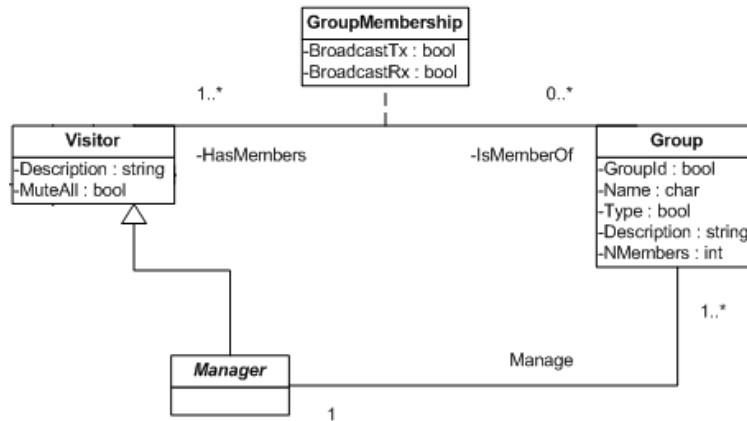 GroupMembership
-BroadcastTx : bool
-BroadcastRx : bool
1..*
0..*
Visitor
-Description : string
-MuteAll : bool
-HasMembers
-IsMemberOf
Group
-GroupId : bool
-Name : char
-Type : bool
-Description : string
-NMembers : int
1..*
Manage
Manager
1